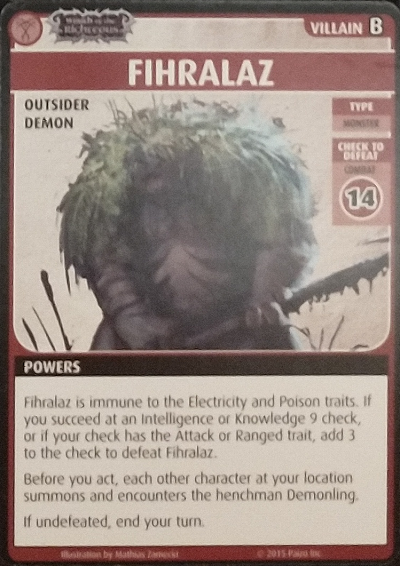 Wrath of the
Righteous
VILLAIN B
FIHRALAZ
OUTSIDER
DEMON
TYPE
MONSTER
CHECK TO
DEFEAT
COMBAT
14
POWERS
Fihralaz is immune to the Electricity and Poison traits. If
you succeed at an Intelligence or Knowledge 9 check,
or if your check has the Attack or Ranged trait, add 3
to the check to defeat Fihralaz.
Before you act, each other character at your location
summons and encounters the henchman Demonling.
If undefeated, end your turn.
Illustration by Mathias Zamecki
© 2015 Paizo Inc.